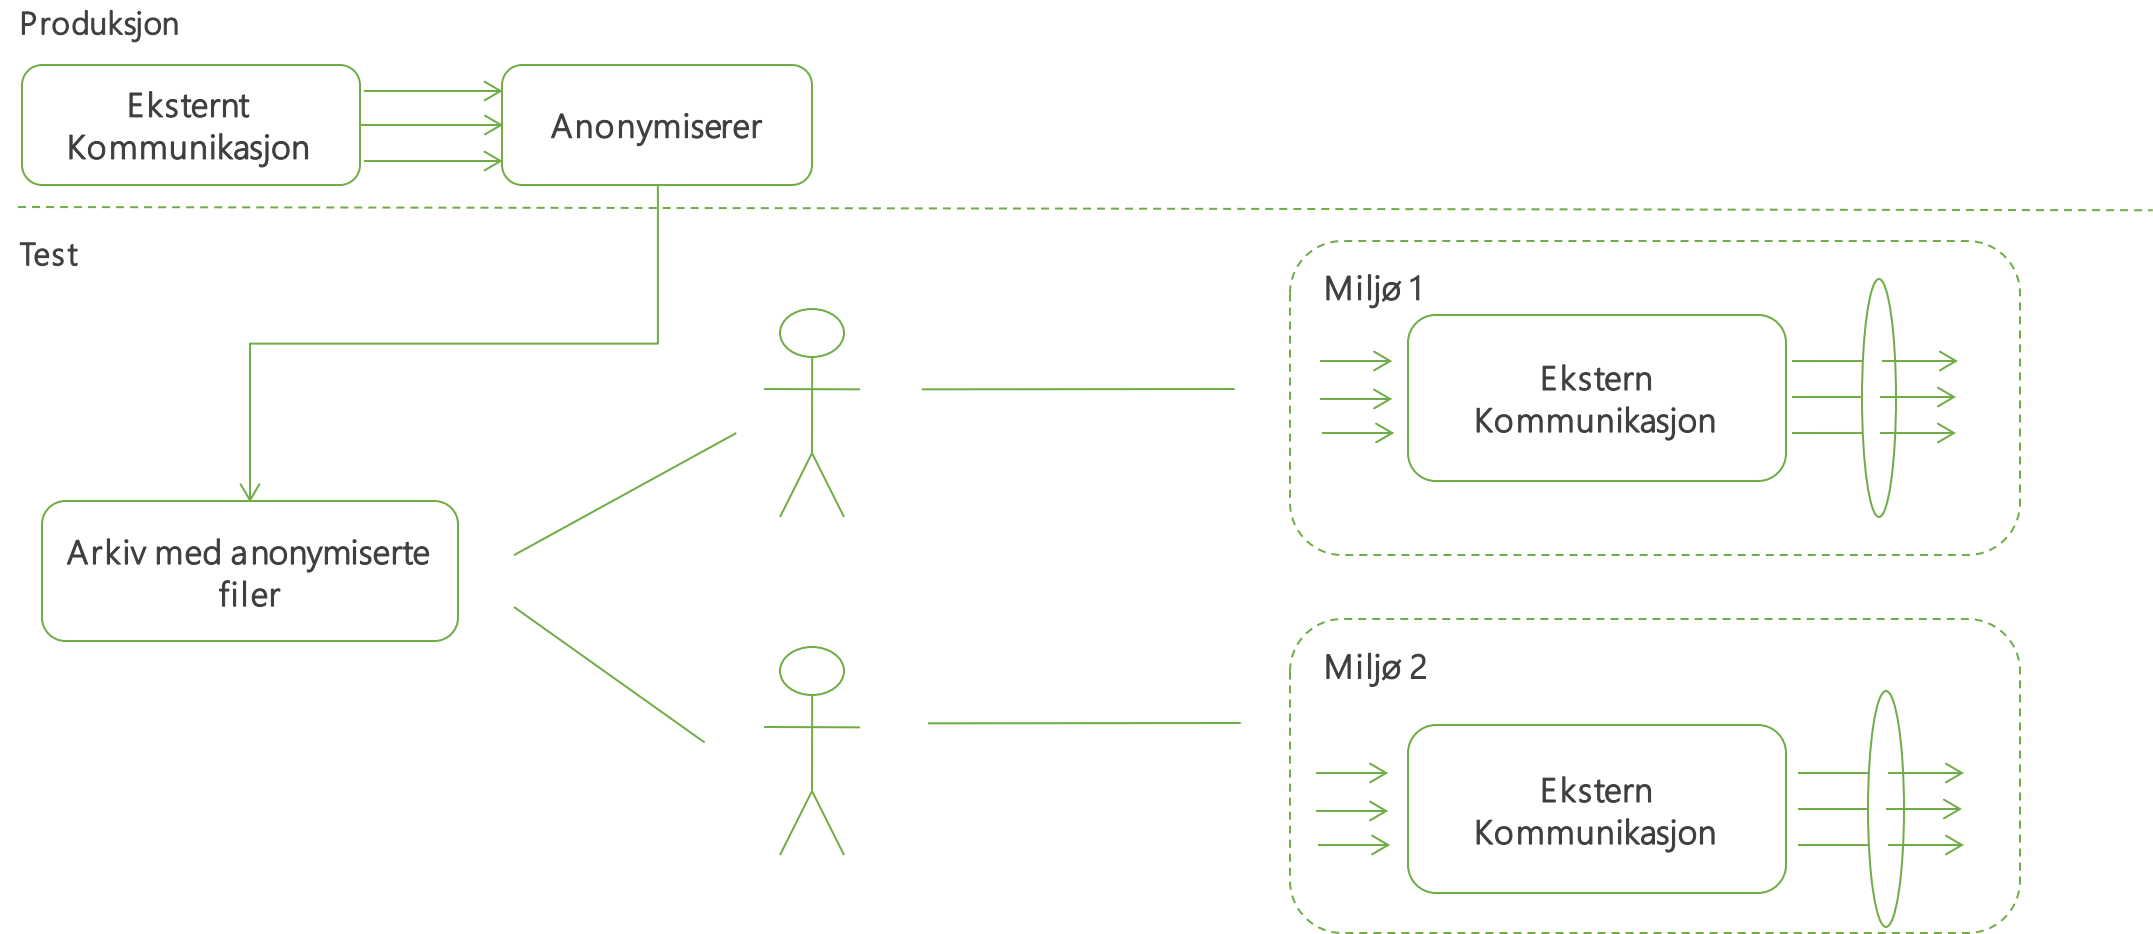 Produksjon
Eksternt
Kommunikasjon
Anonymiserer
Test
Miljø 1
Ekstern
Kommunikasjon
Arkiv med anonymiserte
filer
Miljø 2
Ekstern
Kommunikasjon